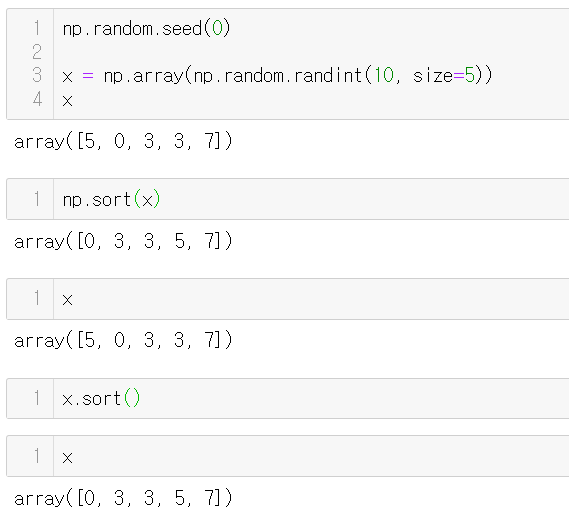 1 np.random.seed(0)
2
3 x = np.array(np.random.randint(10, size=5))
4 x
array([5, 0, 3, 3, 7])
1 np.sort(x)
array([0, 3, 3, 5, 7])
1 x
array([5, 0, 3, 3, 7])
1 x.sort()
1 x
array([0, 3, 3, 5, 7])